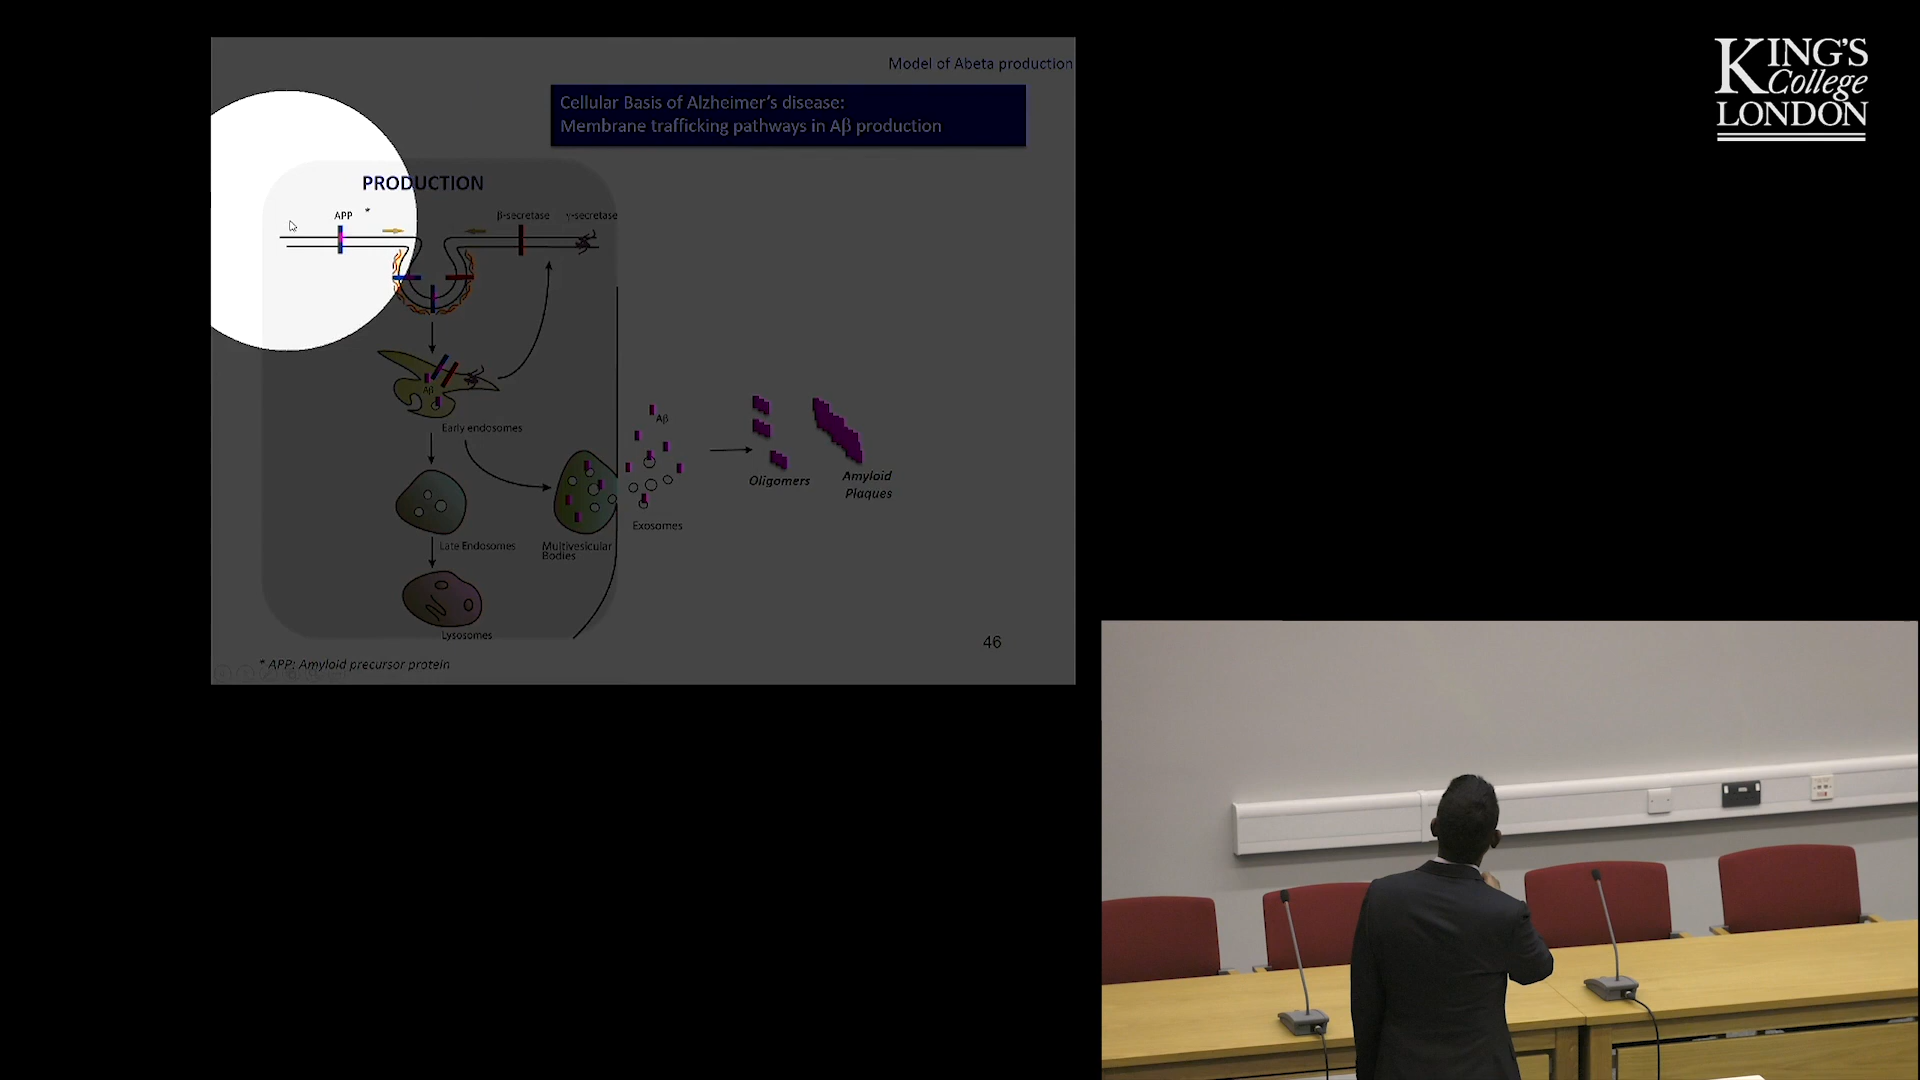 Model of Abeta production
Cellular Basis of Alzheimer's disease:
Membrane trafficking pathways in Aβ production
PRODUCTION
APP *
β-secretase
γ-secretase
Aβ
Early endosomes
Aβ
Oligomers
Amyloid
Plaques
Exosomes
Late Endosomes
Multivesicular
Bodies
Lysosomes
46
* APP: Amyloid precursor protein
KING'S
College
LONDON